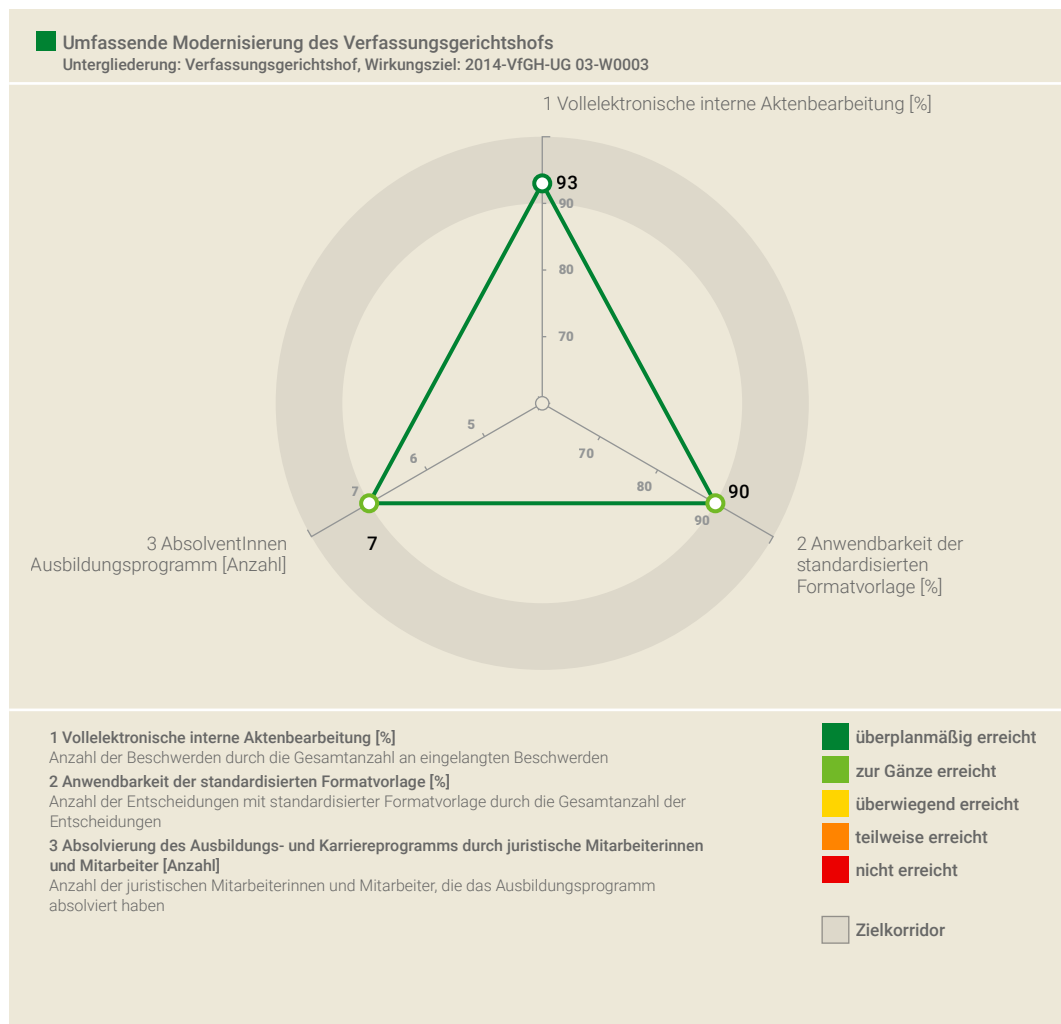 Umfassende Modernisierung des Verfassungsgerichtshofs
Untergliederung: Verfassungsgerichtshof, Wirkungsziel: 2014-VfGH-UG 03-W0003
1 Vollelektronische interne Aktenbearbeitung [%]
93
90
80
70
5
70
6
80
7
90
90
7
3 AbsolventInnen
Ausbildungsprogramm [Anzahl]
2 Anwendbarkeit der
standardisierten
Formatvorlage [%]
1 Vollelektronische interne Aktenbearbeitung [%]
Anzahl der Beschwerden durch die Gesamtanzahl an eingelangten Beschwerden
2 Anwendbarkeit der standardisierten Formatvorlage [%]
Anzahl der Entscheidungen mit standardisierter Formatvorlage durch die Gesamtanzahl der
Entscheidungen
3 Absolvierung des Ausbildungs- und Karriereprogramms durch juristische Mitarbeiterinnen
und Mitarbeiter [Anzahl]
Anzahl der juristischen Mitarbeiterinnen und Mitarbeiter, die das Ausbildungsprogramm
absolviert haben
überplanmäßig erreicht
zur Gänze erreicht
überwiegend erreicht
teilweise erreicht
nicht erreicht
Zielkorridor